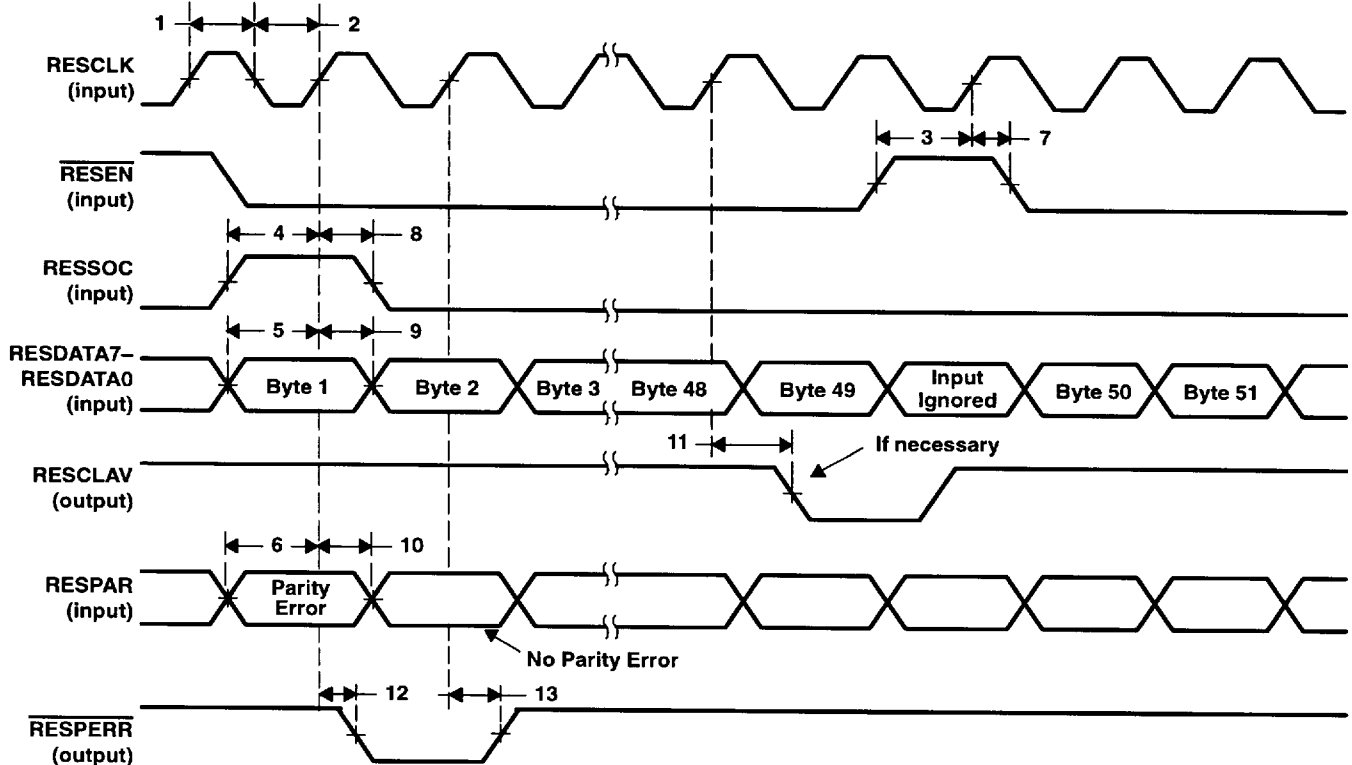 1 2
RESCLK
(input)
3 7
RESEN
(input)
4 8
RESSOC
(input)
5 9
RESDATA7–
RESDATA0
(input)
Byte 1 Byte 2 Byte 3 Byte 48 Byte 49 Input Ignored Byte 50 Byte 51
11
If necessary
RESCLAV
(output)
6 10
RESPAR
(input)
Parity
Error
No Parity Error
12 13
RESPERR
(output)